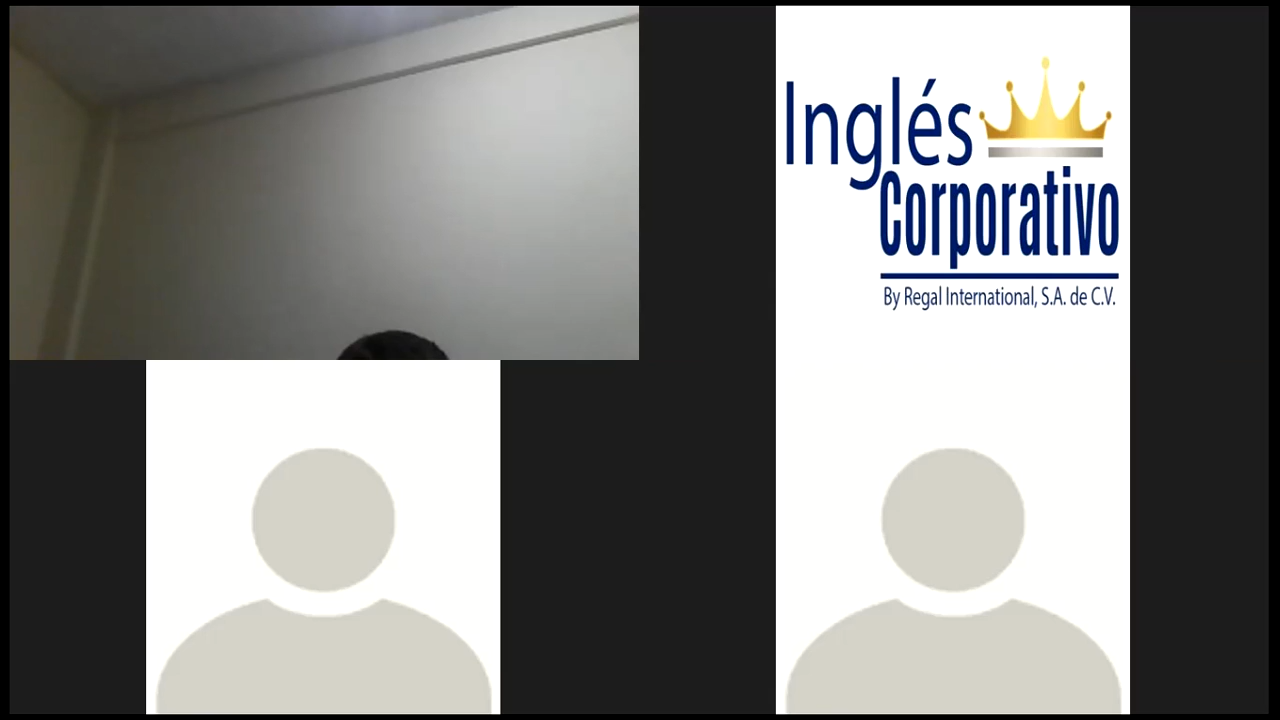 Inglés
Corporativo
By Regal International, S.A. de C.V.